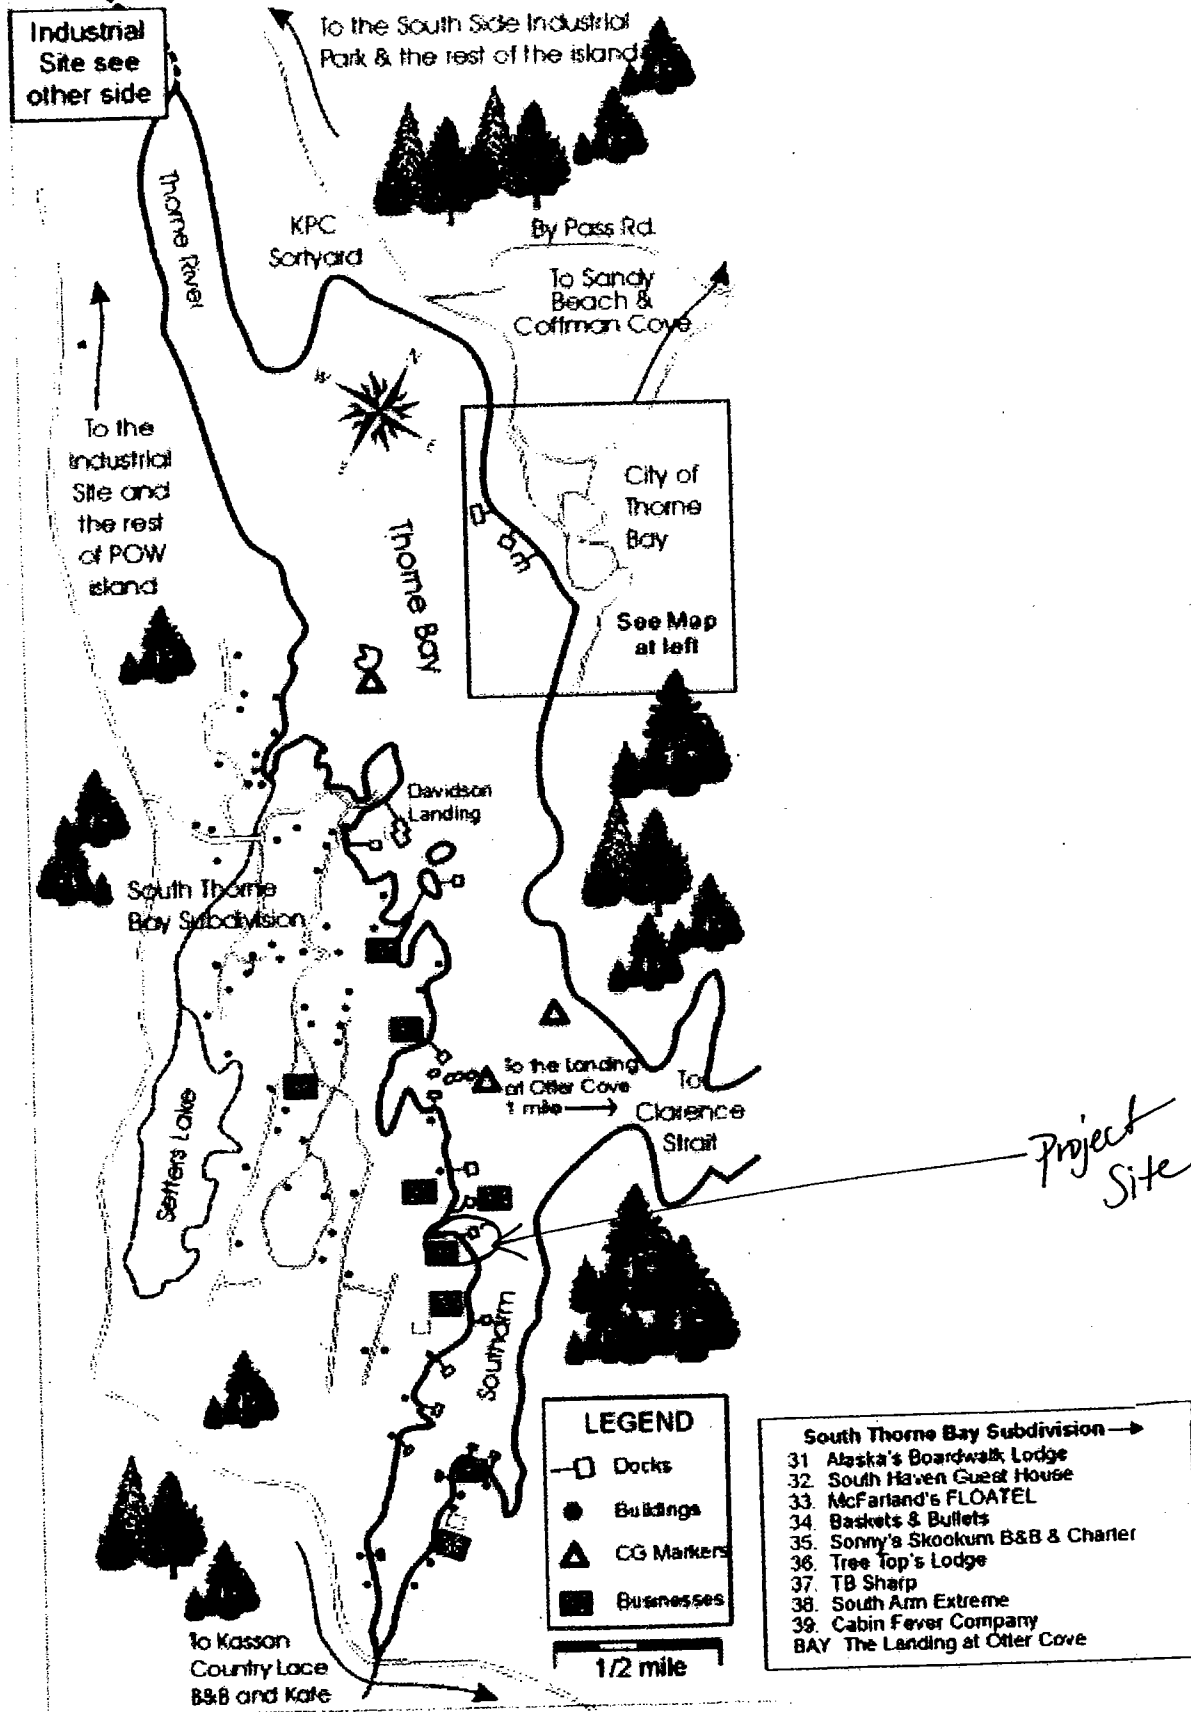 Industrial
Site see
other side
To the South Side Industrial
Park & the rest of the island
Thorne River
KPC
Sortyard
By Pass Rd.
To Sandy
Beach &
Coffman Cove
N
W
E
To the
Industrial
Site and
the rest
of POW
island
City of
Thorne
Bay
See Map
at left
Thorne Bay
Davidson
Landing
South Thorne
Bay Subdivision
To the Landing
at Otter Cove
1 mile
To
Clarence
Strait
Project
Site
Setters Lake
Southarm
LEGEND
Docks
Buildings
CG Markers
Businesses
1/2 mile
South Thorne Bay Subdivision
31 Alaska's Boardwalk Lodge
32. South Haven Guest House
33. McFarland's FLOATEL
34. Baskets & Bullets
35. Sonny's Skookum B&B & Charter
36. Tree Top's Lodge
37. TB Sharp
38. South Arm Extreme
39. Cabin Fever Company
BAY The Landing at Otter Cove
To Kasson
Country Lace
B&B and Kafe